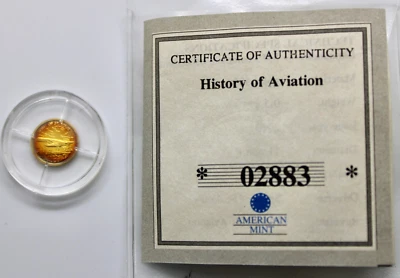 CERTIFICATE OF AUTHENTICITY
History of Aviation
* 02883 *
AMERICAN
MINT